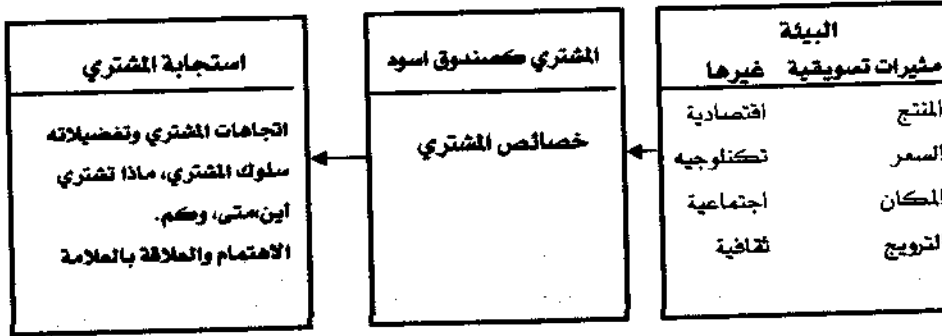 البيئة
مثيرات تسويقية غيرها
المنتج اقتصادية
السعر تكنلوجيه
المكان اجتماعية
لترويج ثقافية
المشتري كصندوق اسود
خصائص المشتري
استجابة المشتري
اتجاهات المشتري وتفضيلاته
سلوك المشتري، ماذا تشتري
أين،متى، وكم.
الاهتمام والعلاقة بالعلامة